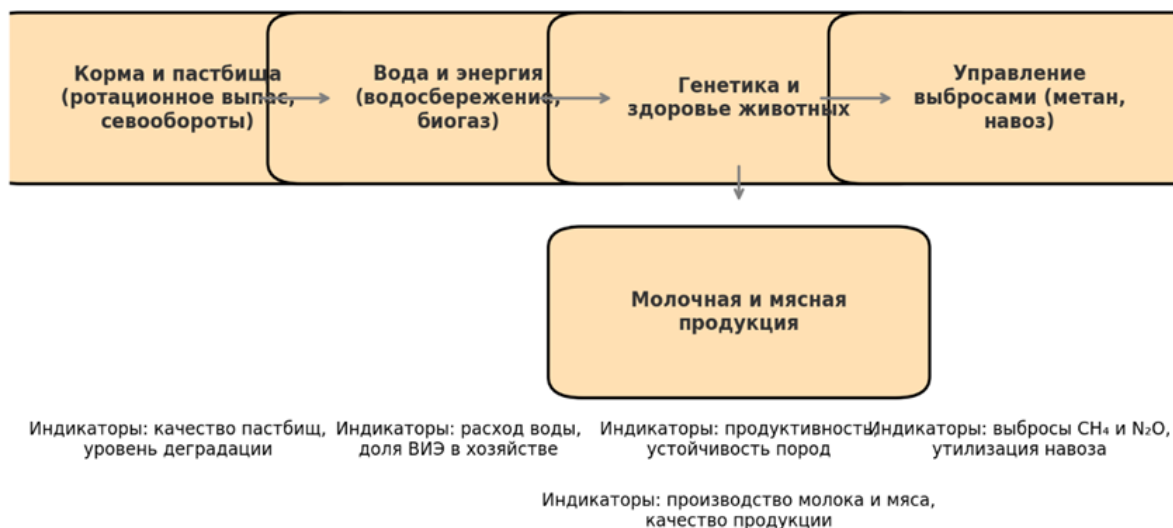 Корма и пастбища
(ротационное выпас,
севообороты)
Вода и энергия
(водосбережение,
биогаз)
Генетика и
здоровье животных
Управление
выбросами (метан,
навоз)
Молочная и мясная
продукция
Индикаторы: качество пастбищ,
уровень деградации
Индикаторы: расход воды,
доля ВИЭ в хозяйстве
Индикаторы: продуктивность,
устойчивость пород
Индикаторы: выбросы CH₄ и N₂O,
утилизация навоза
Индикаторы: производство молока и мяса,
качество продукции